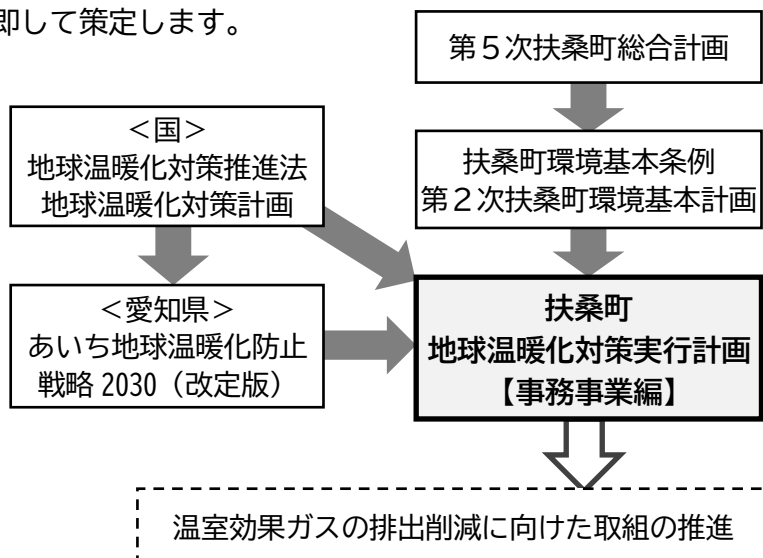 即して策定します。
第５次扶桑町総合計画
＜国＞
地球温暖化対策推進法
地球温暖化対策計画
扶桑町環境基本条例
第２次扶桑町環境基本計画
＜愛知県＞
あいち地球温暖化防止
戦略 2030（改定版）
扶桑町
地球温暖化対策実行計画
【事務事業編】
温室効果ガスの排出削減に向けた取組の推進